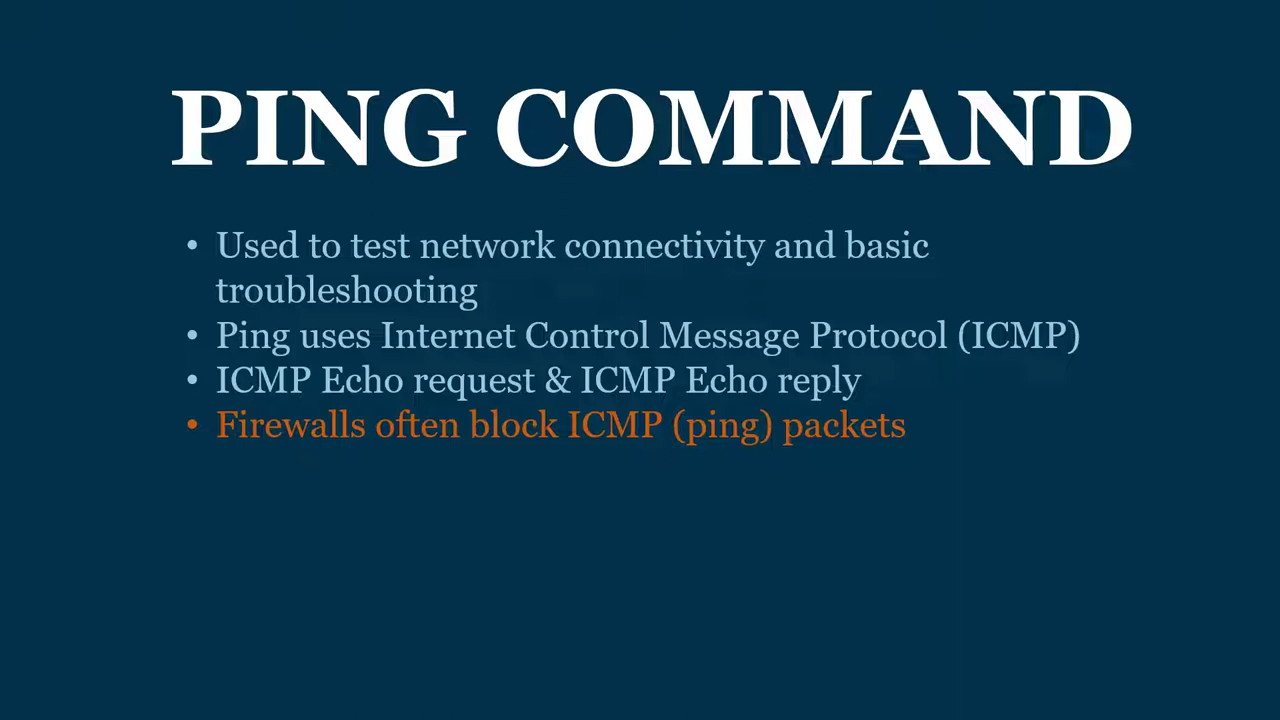 PING COMMAND
• Used to test network connectivity and basic
troubleshooting
• Ping uses Internet Control Message Protocol (ICMP)
• ICMP Echo request & ICMP Echo reply
• Firewalls often block ICMP (ping) packets